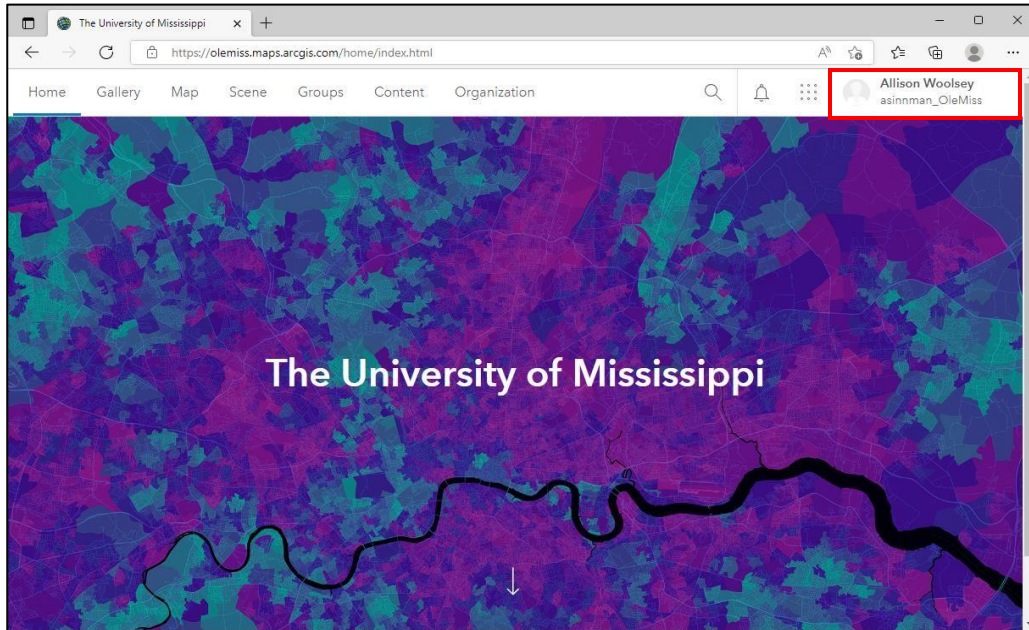 The University of Mississippi
https://olemiss.maps.arcgis.com/home/index.html
Home Gallery Map Scene Groups Content Organization
Allison Woolsey
asinnman_OleMiss
The University of Mississippi